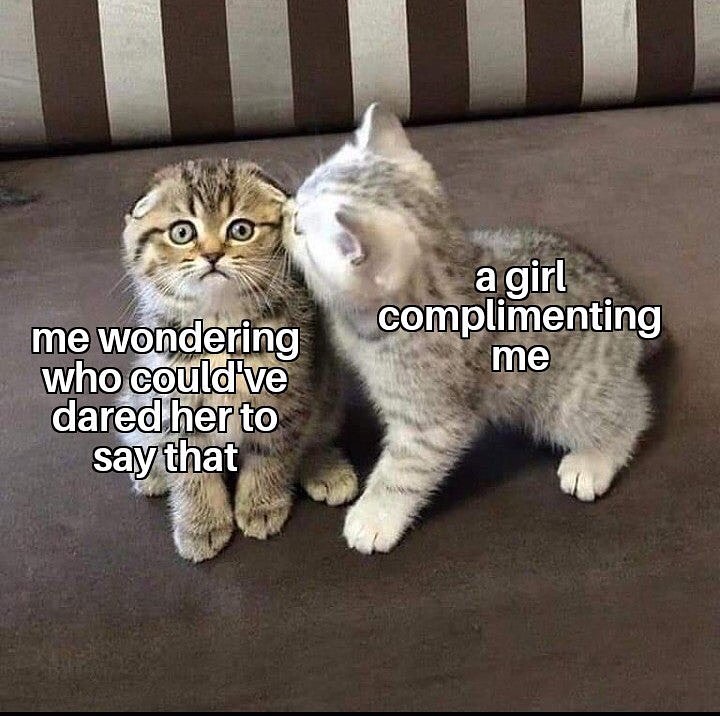 me wondering
who could've
dared her to
say that
a girl
complimenting
me